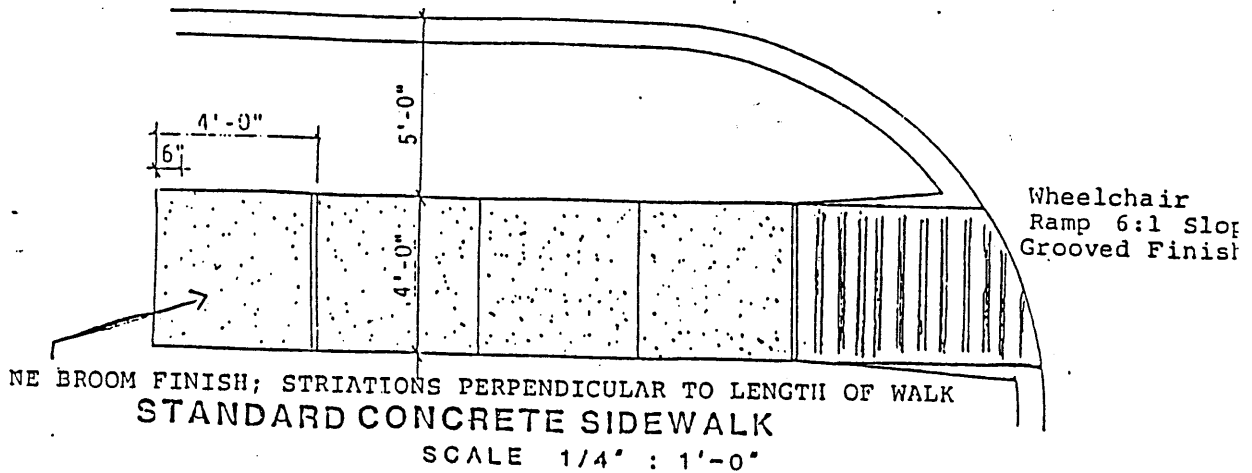 4'-0"
6"
5'-0"
4'-0"
Wheelchair
Ramp 6:1 Slop
Grooved Finish
NE BROOM FINISH; STRIATIONS PERPENDICULAR TO LENGTH OF WALK
STANDARD CONCRETE SIDEWALK
SCALE 1/4" : 1'-0"